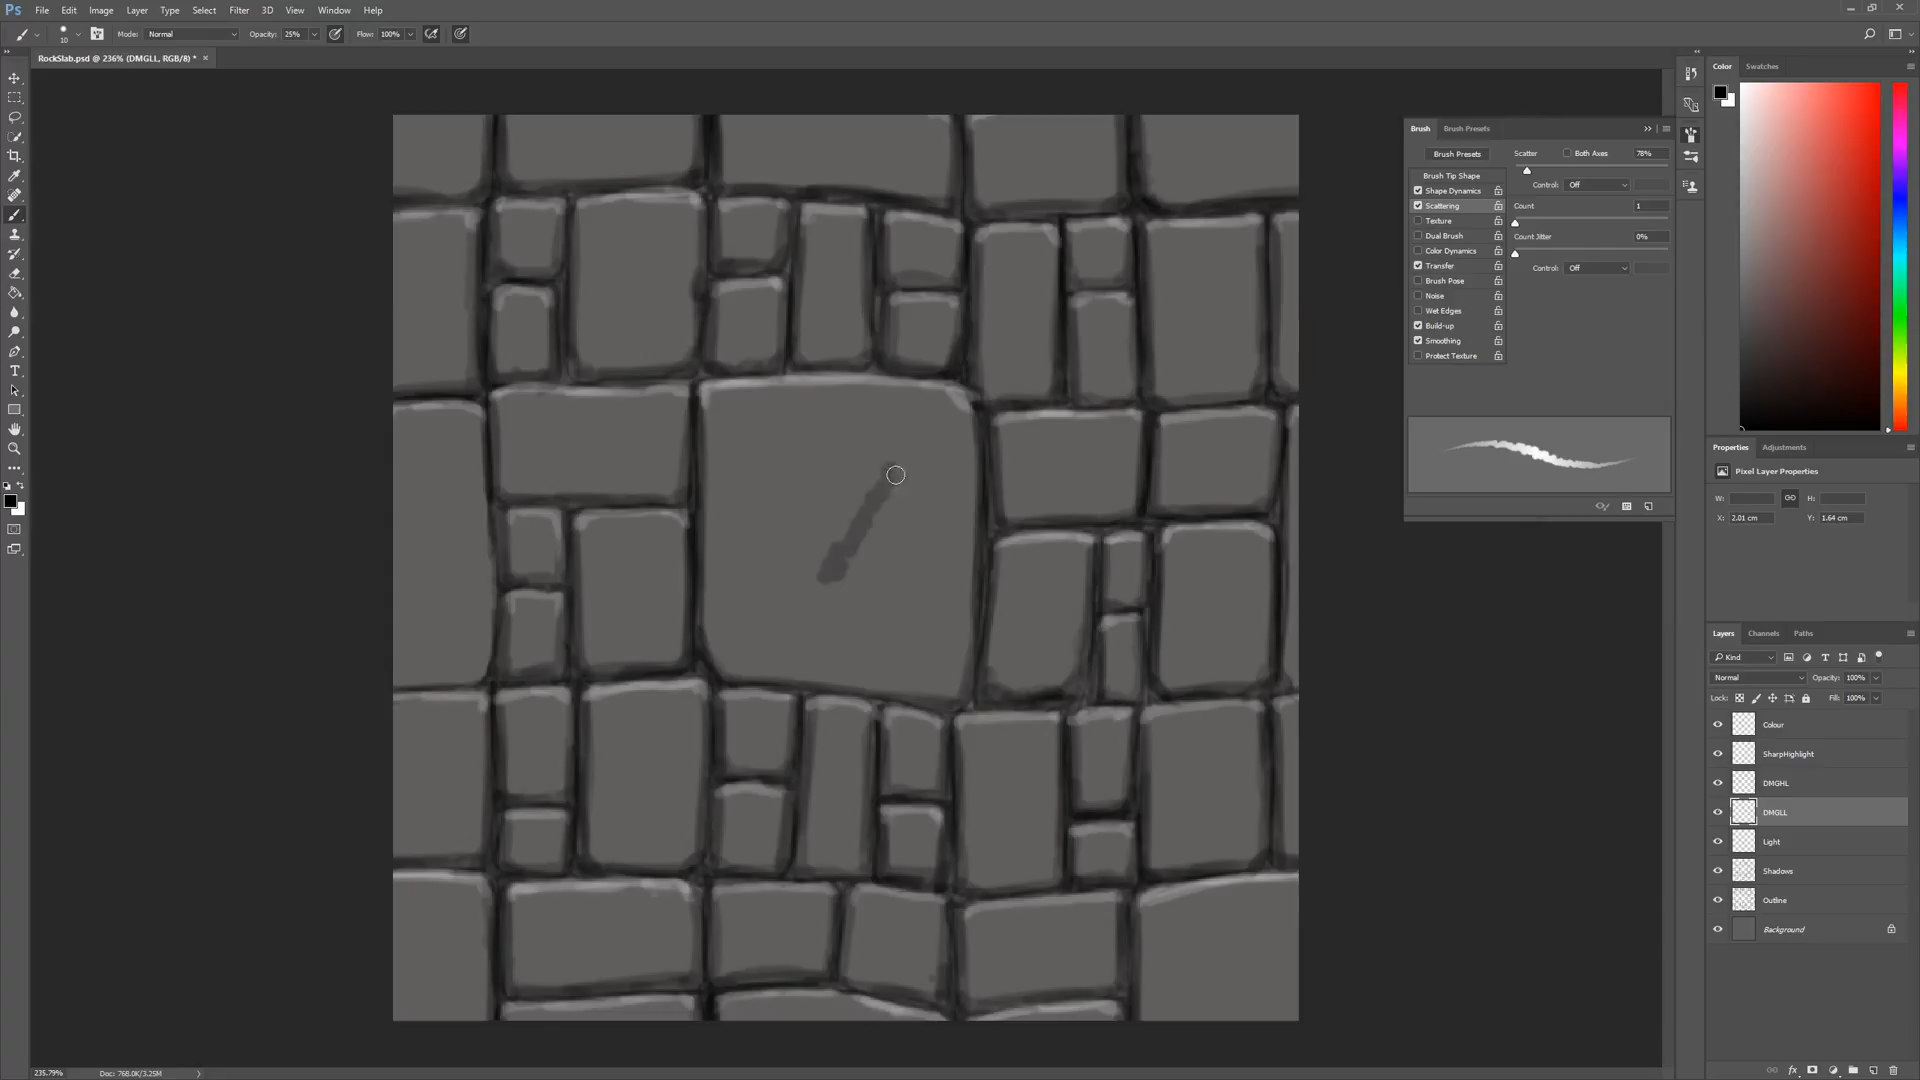 Ps File Edit Image Layer Type Select Filter 3D View Window Help
10 Mode: Normal Opacity: 25% Flow: 100%
RockSlab.psd @ 236% (DMGLL, RGB/8) * ×
Brush Brush Presets
Brush Presets Scatter Both Axes 78%
Brush Tip Shape
Shape Dynamics Control: Off
Scattering Count 1
Texture
Dual Brush Count Jitter 0%
Color Dynamics
Transfer Control: Off
Brush Pose
Noise
Wet Edges
Build-up
Smoothing
Protect Texture
Color Swatches
Properties Adjustments
Pixel Layer Properties
W: H:
X: 2.01 cm Y: 1.64 cm
Layers Channels Paths
Kind
Normal Opacity: 100%
Lock: Fill: 100%
Colour
SharpHighlight
DMGHL
DMGLL
Light
Shadows
Outline
Background
235.79% Doc: 768.0K/3.25M